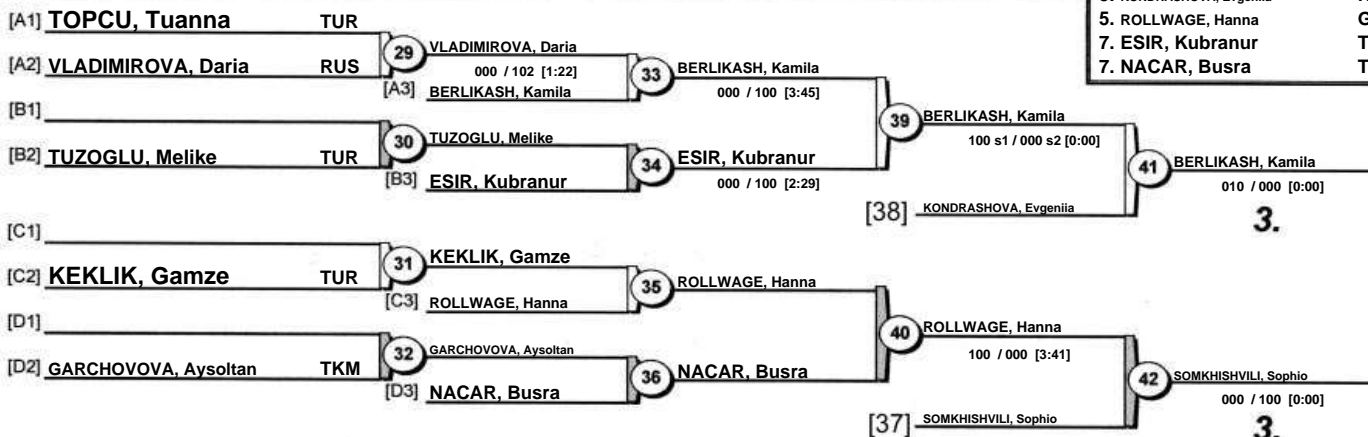 [A1] TOPCU, Tuanna TUR
[A2] VLADIMIROVA, Daria RUS
29 VLADIMIROVA, Daria
000 / 102 [1:22]
[A3] BERLIKASH, Kamila
33 BERLIKASH, Kamila
000 / 100 [3:45]
[B1]
[B2] TUZOGLU, Melike TUR
30 TUZOGLU, Melike
[B3] ESIR, Kubranur
34 ESIR, Kubranur
000 / 100 [2:29]
39 BERLIKASH, Kamila
100 s1 / 000 s2 [0:00]
[38] KONDRASHOVA, Evgeniia
41 BERLIKASH, Kamila
010 / 000 [0:00]
3.
[C1]
[C2] KEKLIK, Gamze TUR
31 KEKLIK, Gamze
[C3] ROLLWAGE, Hanna
35 ROLLWAGE, Hanna
[D1]
[D2] GARCHOVOVA, Aysoltan TKM
32 GARCHOVOVA, Aysoltan
[D3] NACAR, Busra
36 NACAR, Busra
40 ROLLWAGE, Hanna
100 / 000 [3:41]
[37] SOMKHISHVILI, Sophio
42 SOMKHISHVILI, Sophio
000 / 100 [0:00]
3.
5. ROLLWAGE, Hanna G
7. ESIR, Kubranur T
7. NACAR, Busra T